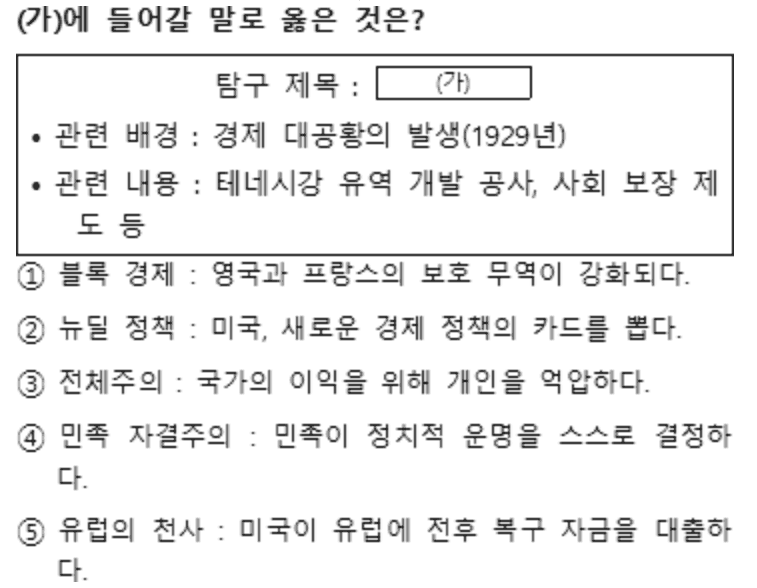 (가)에 들어갈 말로 옳은 것은?
탐구 제목 : (가)
• 관련 배경 : 경제 대공황의 발생(1929년)
• 관련 내용 : 테네시강 유역 개발 공사, 사회 보장 제
도 등
① 블록 경제 : 영국과 프랑스의 보호 무역이 강화되다.
② 뉴딜 정책 : 미국, 새로운 경제 정책의 카드를 뽑다.
③ 전체주의 : 국가의 이익을 위해 개인을 억압하다.
④ 민족 자결주의 : 민족이 정치적 운명을 스스로 결정하
다.
⑤ 유럽의 천사 : 미국이 유럽에 전후 복구 자금을 대출하
다.